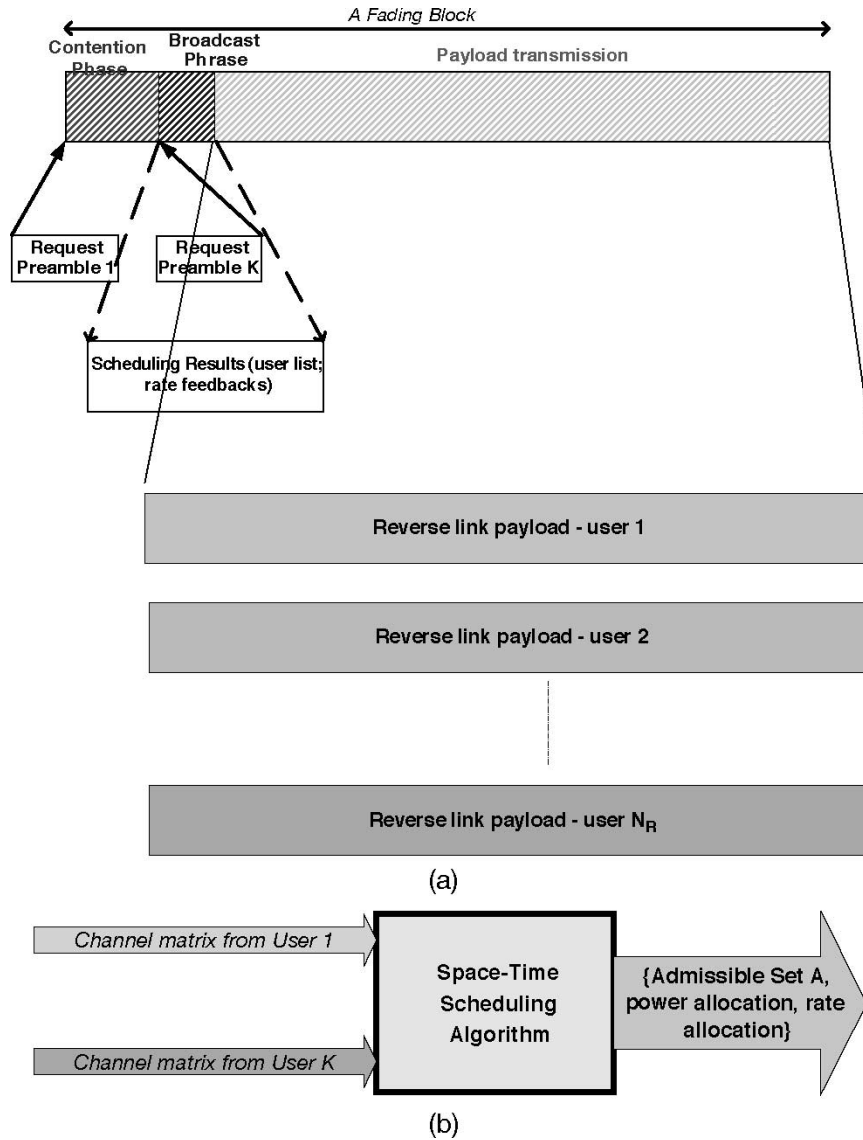 A Fading Block
Contention Phase
Broadcast Phrase
Payload transmission
Request
Preamble 1
Request
Preamble K
Scheduling Results (user list;
rate feedbacks)
Reverse link payload - user 1
Reverse link payload - user 2
Reverse link payload - user NR
(a)
Channel matrix from User 1
Channel matrix from User K
Space-Time
Scheduling
Algorithm
{Admissible Set A,
power allocation, rate
allocation}
(b)